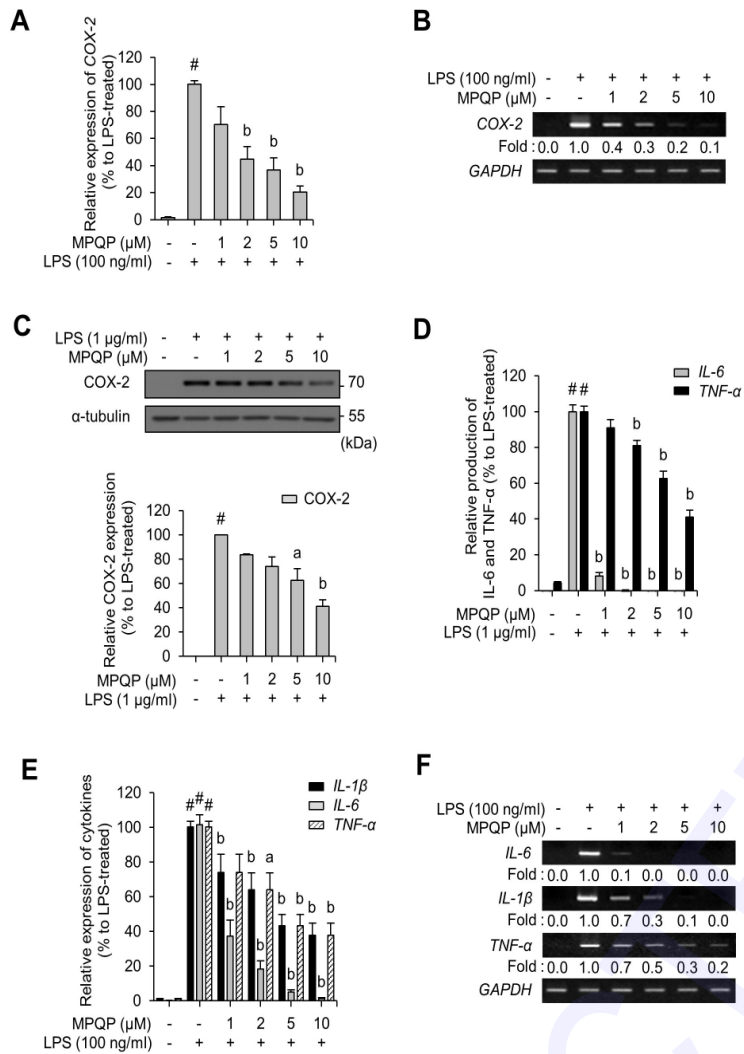 A
Relative expression of COX-2
(% to LPS-treated)
120
100
80
60
40
20
0
#
b
b
b
MPQP (µM) - - 1 2 5 10
LPS (100 ng/ml) - + + + + +
B
LPS (100 ng/ml) - + + + + +
MPQP (µM) - - 1 2 5 10
COX-2
Fold : 0.0 1.0 0.4 0.3 0.2 0.1
GAPDH
C
LPS (1 µg/ml) - + + + + +
MPQP (µM) - - 1 2 5 10
COX-2 70
α-tubulin 55
(kDa)
COX-2
Relative COX-2 expression
(% to LPS-treated)
120
100
80
60
40
20
0
#
a
b
MPQP (µM) - - 1 2 5 10
LPS (1 µg/ml) - + + + + +
D
IL-6
TNF-α
Relative production of
IL-6 and TNF-α (% to LPS-treated)
120
100
80
60
40
20
0
# #
b
b b
b b
b b
MPQP (µM) - - 1 2 5 10
LPS (1 µg/ml) - + + + + +
E
IL-1β
IL-6
TNF-α
Relative expression of cytokines
(% to LPS-treated)
120
100
80
60
40
20
0
# # #
b b
b b a
b b b
b b b
MPQP (µM) - - 1 2 5 10
LPS (100 ng/ml) - + + + + +
F
LPS (100 ng/ml) - + + + + +
MPQP (µM) - - 1 2 5 10
IL-6
Fold : 0.0 1.0 0.1 0.0 0.0 0.0
IL-1β
Fold : 0.0 1.0 0.7 0.3 0.1 0.0
TNF-α
Fold : 0.0 1.0 0.7 0.5 0.3 0.2
GAPDH